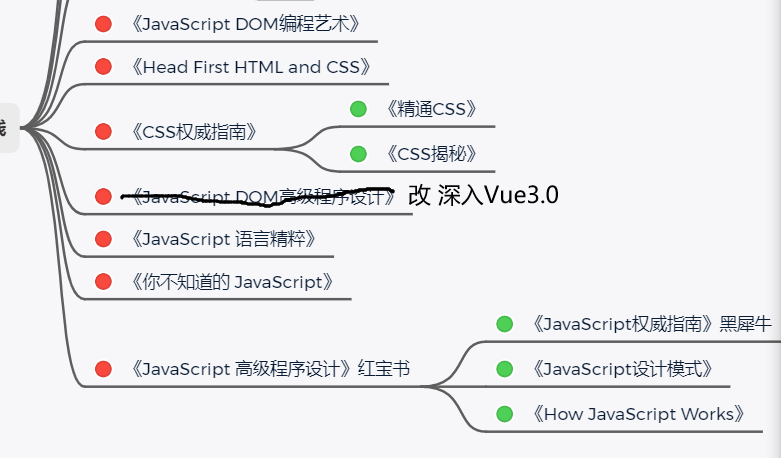 《JavaScript DOM编程艺术》
《Head First HTML and CSS》
《精通CSS》
《CSS权威指南》
《CSS揭秘》
《JavaScript DOM高级程序设计》 改 深入Vue3.0
《JavaScript 语言精粹》
《你不知道的 JavaScript》
《JavaScript权威指南》黑犀牛
《JavaScript 高级程序设计》红宝书
《JavaScript设计模式》
《How JavaScript Works》